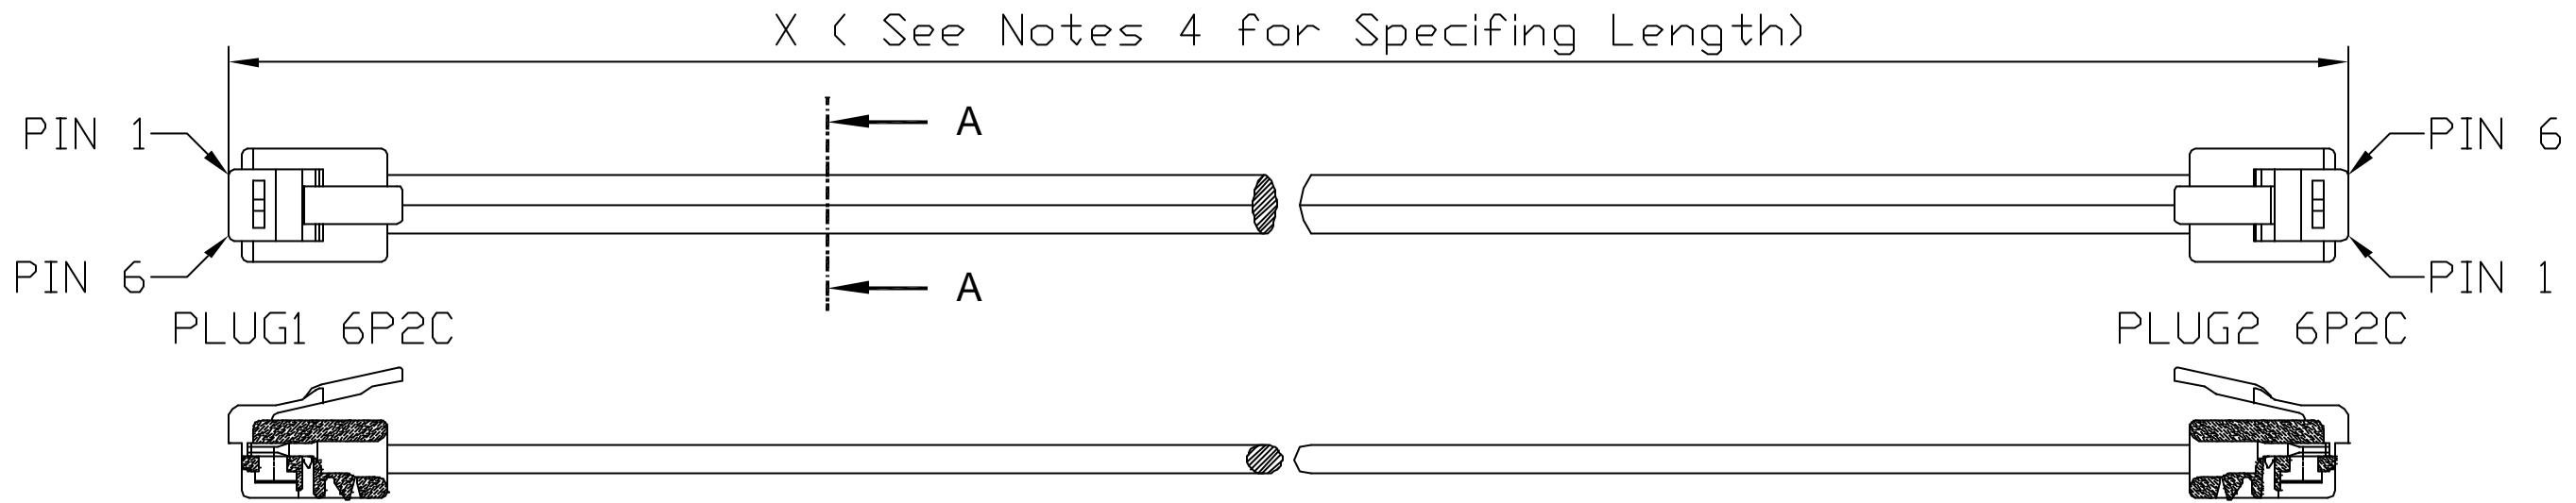 X ( See Notes 4 for Specifing Length)
A
PIN 1
PIN 6
PIN 6
A
PIN 1
PLUG1 6P2C
PLUG2 6P2C